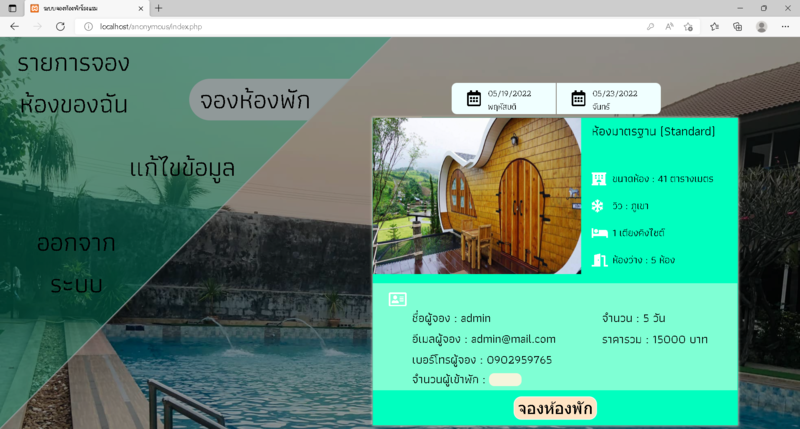 ระบบจองห้องพักโรงแรม
localhost/anonymous/index.php
รายการจอง
ห้องของฉัน
จองห้องพัก
แก้ไขข้อมูล
ออกจาก
ระบบ
05/19/2022
พฤหัสบดี
05/23/2022
จันทร์
ห้องมาตรฐาน [Standard]
ขนาดห้อง : 41 ตารางเมตร
วิว : ภูเขา
1 เตียงคิงไซต์
ห้องว่าง : 5 ห้อง
ชื่อผู้จอง : admin
อีเมลผู้จอง : admin@mail.com
เบอร์โทรผู้จอง : 0902959765
จำนวนผู้เข้าพัก :
จำนวน : 5 วัน
ราคารวม : 15000 บาท
จองห้องพัก